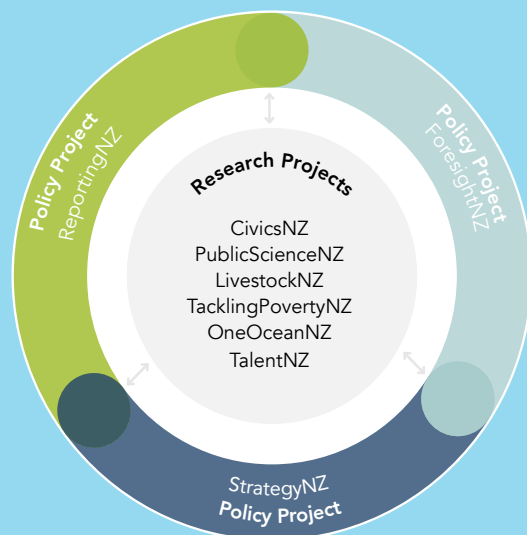 Policy Project
ReportingNZ
Policy Project
ForesightNZ
Research Projects
CivicsNZ
PublicScienceNZ
LivestockNZ
TacklingPovertyNZ
OneOceanNZ
TalentNZ
StrategyNZ
Policy Project